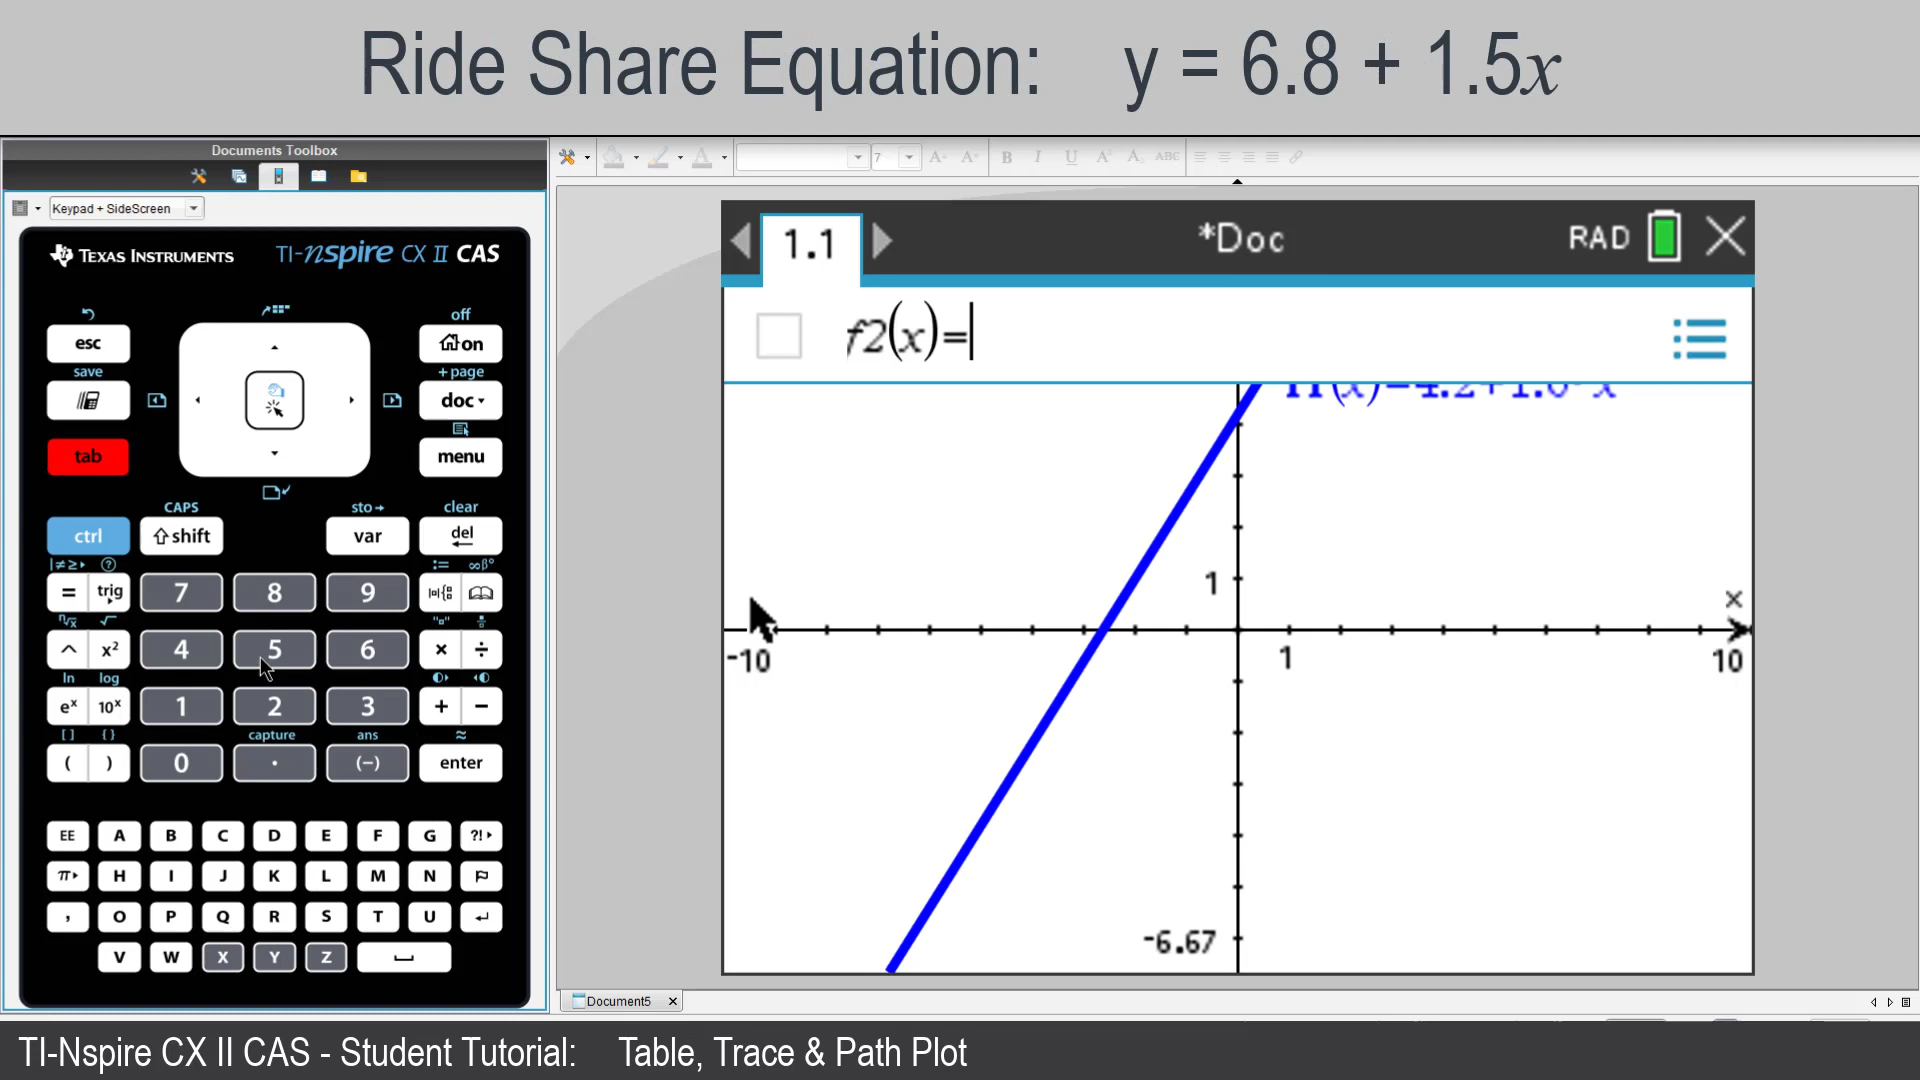 Ride Share Equation: y = 6.8 + 1.5x
Documents Toolbox
Keypad + SideScreen
7
B I U A A ABC
TEXAS INSTRUMENTS TI-nspire CX II CAS
off
esc
on
save
+ page
doc
tab
menu
CAPS sto→ clear
ctrl shift var del
:= ∞β°
= trig 7 8 9
^ x² 4 5 6 × ÷
ln log
eˣ 10ˣ 1 2 3 + −
[ ] { } capture ans ≈
( ) 0 . (−) enter
EE A B C D E F G ?!
π H I J K L M N
, O P Q R S T U
V W X Y Z
1.1 *Doc RAD
f2(x)=
1
x
-10 1 10
-6.67
Document5
TI-Nspire CX II CAS - Student Tutorial: Table, Trace & Path Plot